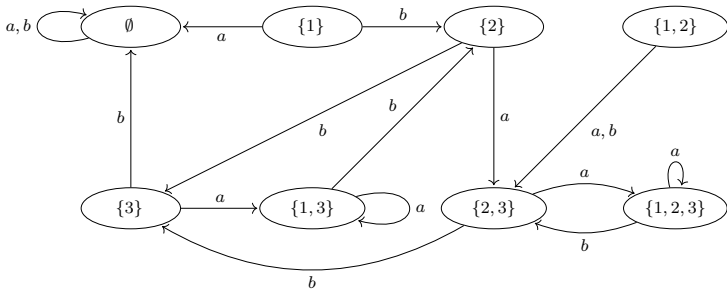 b
a, b ∅ {1} {2} {1, 2}
a
b b a a, b
b
a
a a
{3} {1, 3} a {2, 3} {1, 2, 3}
b
b